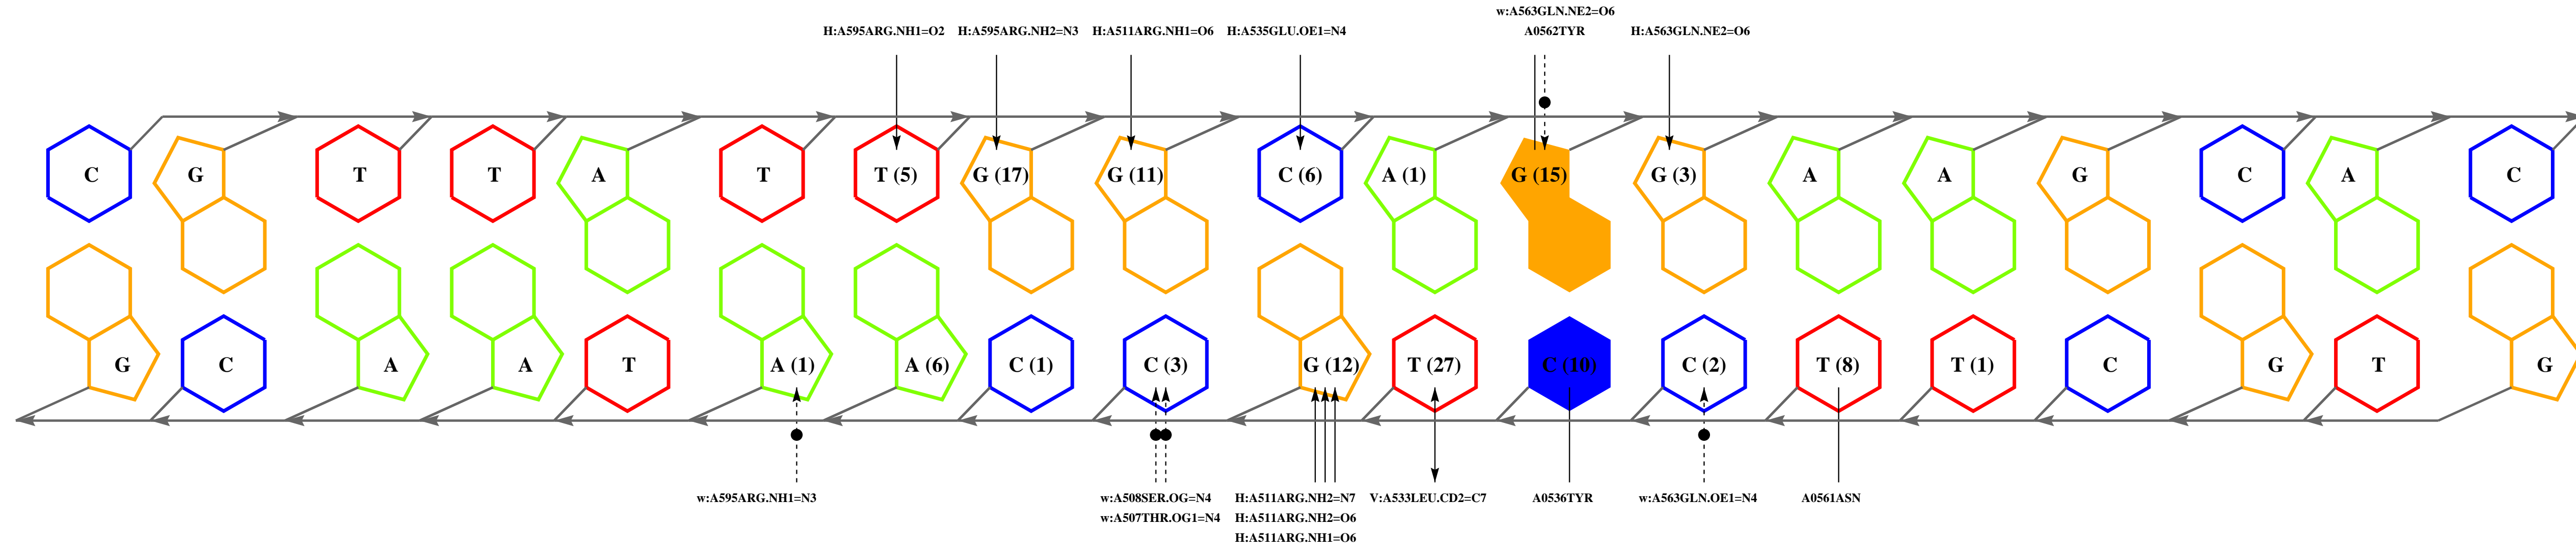 w:A563GLN.NE2=O6
H:A595ARG.NH1=O2 H:A595ARG.NH2=N3 H:A511ARG.NH1=O6 H:A535GLU.OE1=N4 A0562TYR H:A563GLN.NE2=O6
C G T T A T T (5) G (17) G (11) C (6) A (1) G (15) G (3) A A G C A C
G C A A T A (1) A (6) C (1) C (3) G (12) T (27) C (10) C (2) T (8) T (1) C G T G
w:A595ARG.NH1=N3 w:A508SER.OG=N4 H:A511ARG.NH2=N7 V:A533LEU.CD2=C7 A0536TYR w:A563GLN.OE1=N4 A0561ASN
w:A507THR.OG1=N4 H:A511ARG.NH2=O6
H:A511ARG.NH1=O6